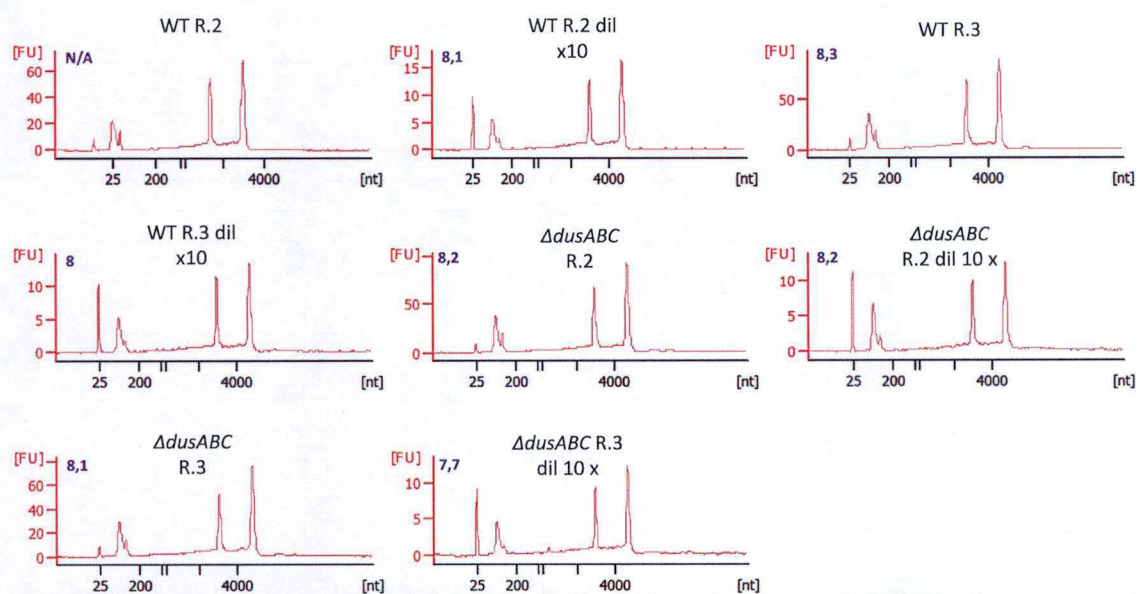 WT R.2
[FU]
N/A
60
40
20
0
25 200 4000 [nt]
WT R.2 dil
x10
[FU]
8,1
15
10
5
0
25 200 4000 [nt]
WT R.3
[FU]
8,3
50
0
25 200 4000 [nt]
WT R.3 dil
x10
[FU]
8
10
5
0
25 200 4000 [nt]
ΔdusABC
R.2
[FU]
8,2
50
0
25 200 4000 [nt]
ΔdusABC
R.2 dil 10 x
[FU]
8,2
10
5
0
25 200 4000 [nt]
ΔdusABC
R.3
[FU]
8,1
60
40
20
0
25 200 4000 [nt]
ΔdusABC R.3
dil 10 x
[FU]
7,7
10
5
0
25 200 4000 [nt]